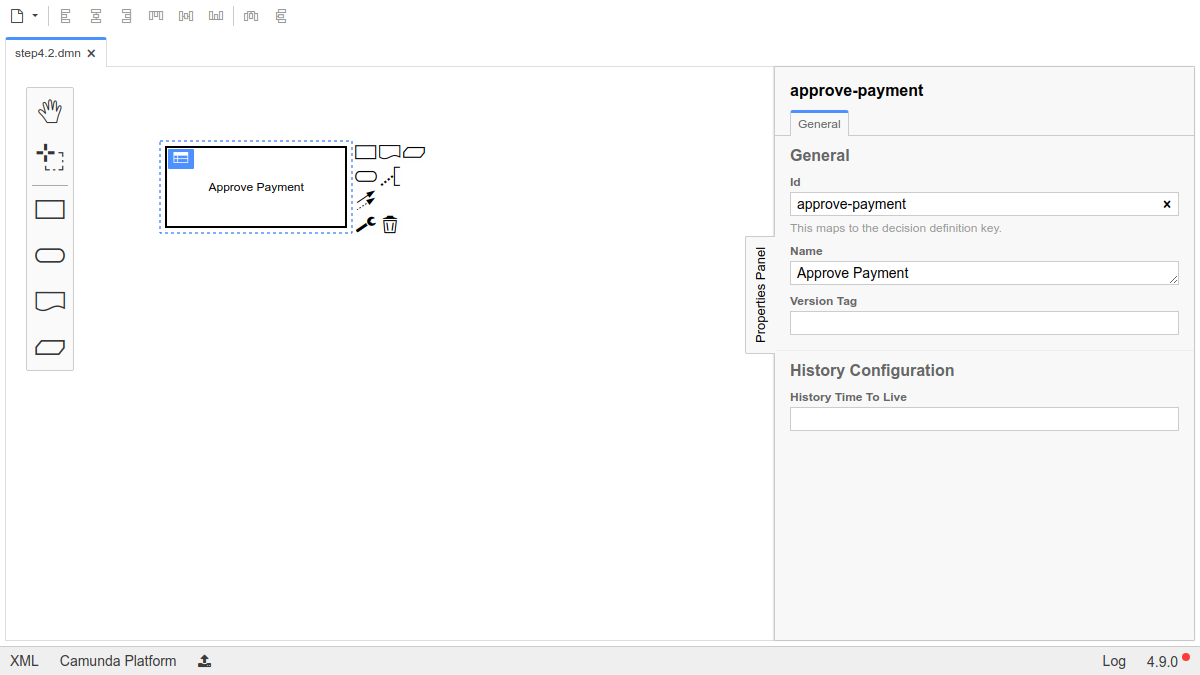 step4.2.dmn
Approve Payment
Properties Panel
approve-payment
General
General
Id
approve-payment
This maps to the decision definition key.
Name
Approve Payment
Version Tag
History Configuration
History Time To Live
XML Camunda Platform
Log 4.9.0